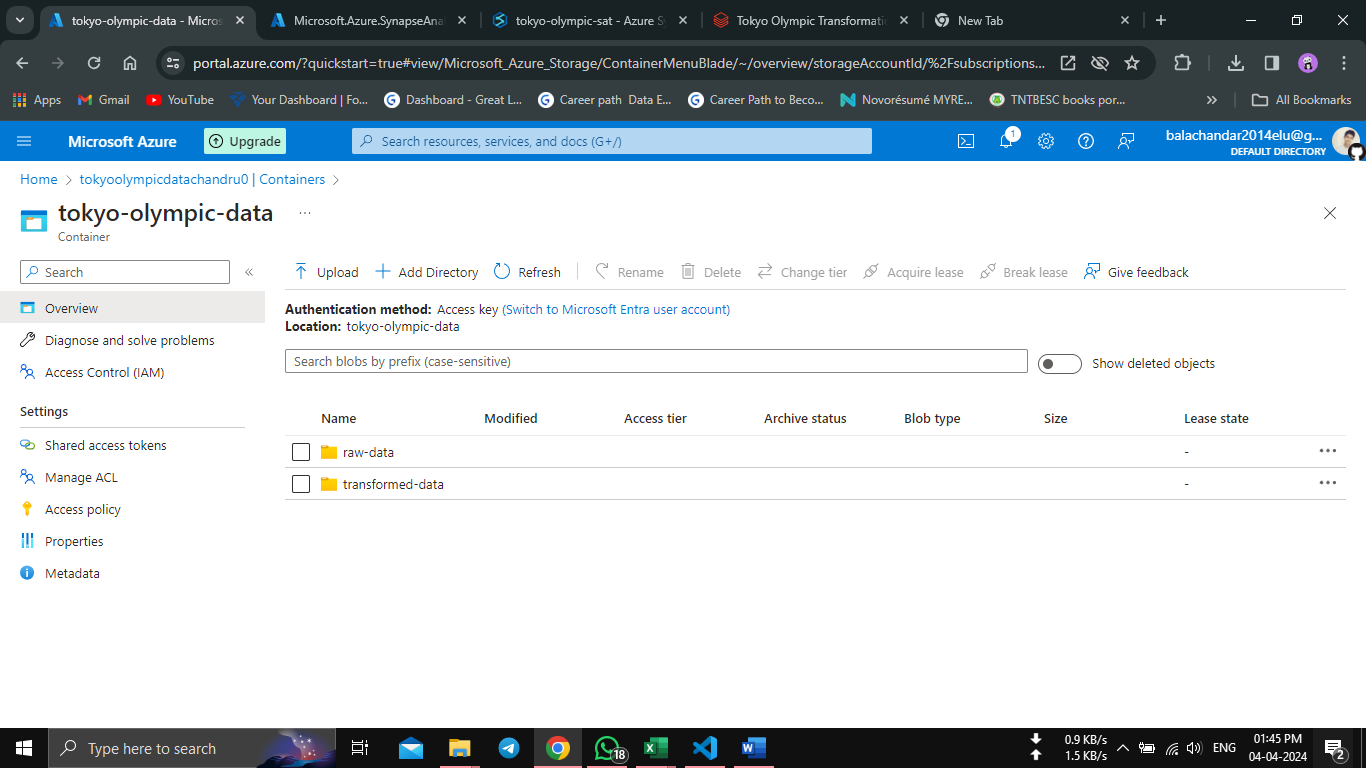 tokyo-olympic-data - Micros
Microsoft.Azure.SynapseAnal
tokyo-olympic-sat - Azure Sy
Tokyo Olympic Transformati
New Tab
portal.azure.com/?quickstart=true#view/Microsoft_Azure_Storage/ContainerMenuBlade/~/overview/storageAccountId/%2Fsubscriptions...
Apps
Gmail
YouTube
Your Dashboard | Fo...
Dashboard - Great L...
Career path Data E...
Career Path to Beco...
Novorésumé MYRE...
TNTBESC books por...
All Bookmarks
Microsoft Azure
Upgrade
Search resources, services, and docs (G+/)
1
balachandar2014elu@g...
DEFAULT DIRECTORY
Home > tokyoolympicdatachandru0 | Containers >
tokyo-olympic-data ...
Container
Search
Upload
Add Directory
Refresh
Rename
Delete
Change tier
Acquire lease
Break lease
Give feedback
Overview
Diagnose and solve problems
Access Control (IAM)
Settings
Shared access tokens
Manage ACL
Access policy
Properties
Metadata
Authentication method: Access key (Switch to Microsoft Entra user account)
Location: tokyo-olympic-data
Search blobs by prefix (case-sensitive)
Show deleted objects
Name Modified Access tier Archive status Blob type Size Lease state
raw-data -
transformed-data -
Type here to search
18
0.9 KB/s
1.5 KB/s
ENG
01:45 PM
04-04-2024
2